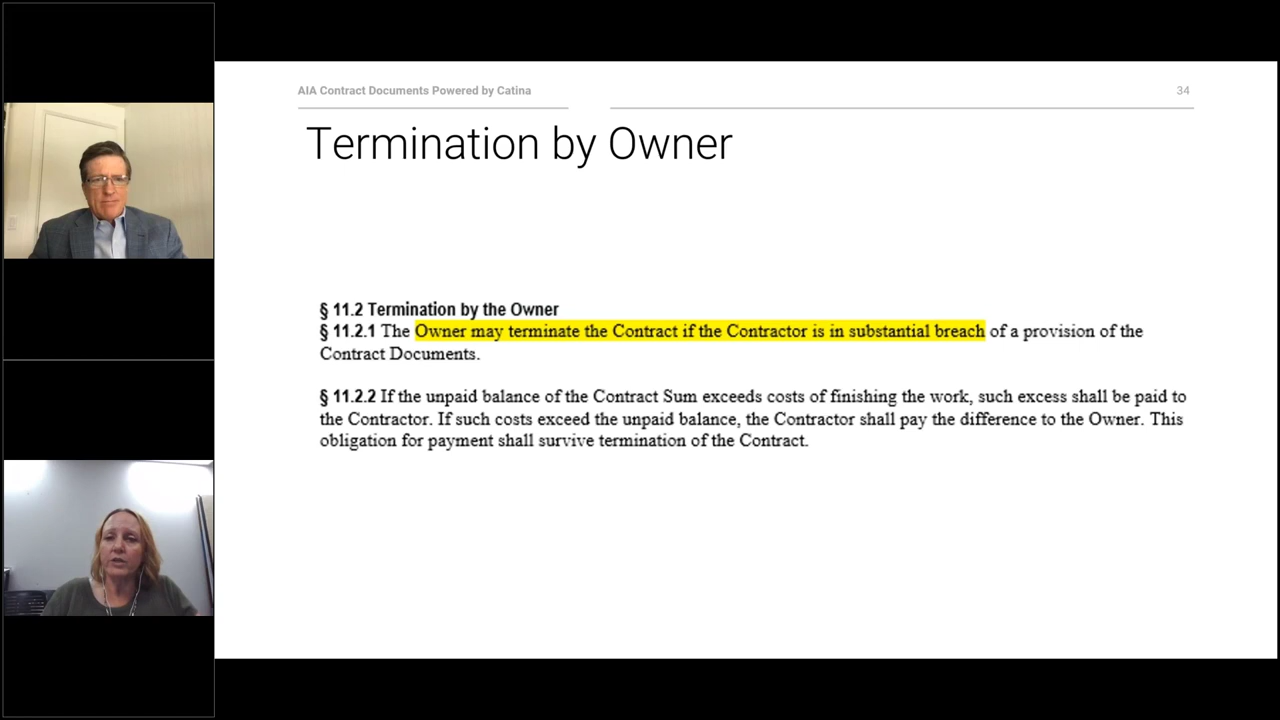 AIA Contract Documents Powered by Catina
34
Termination by Owner
§ 11.2 Termination by the Owner
§ 11.2.1 The Owner may terminate the Contract if the Contractor is in substantial breach of a provision of the
Contract Documents.
§ 11.2.2 If the unpaid balance of the Contract Sum exceeds costs of finishing the work, such excess shall be paid to
the Contractor. If such costs exceed the unpaid balance, the Contractor shall pay the difference to the Owner. This
obligation for payment shall survive termination of the Contract.